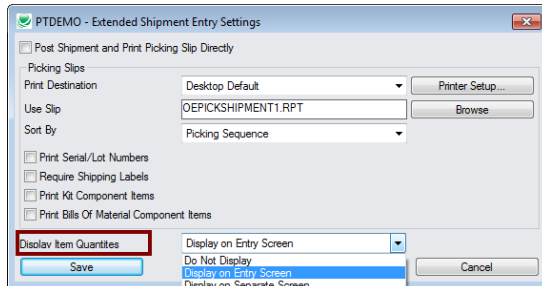 PTDEMO - Extended Shipment Entry Settings
Post Shipment and Print Picking Slip Directly
Picking Slips
Print Destination Desktop Default Printer Setup...
Use Slip OEPICKSHIPMENT1.RPT Browse
Sort By Picking Sequence
Print Serial/Lot Numbers
Require Shipping Labels
Print Kit Component Items
Print Bills Of Material Component Items
Display Item Quantites Display on Entry Screen
Do Not Display
Save Display on Entry Screen Cancel
Display on Separate Screen